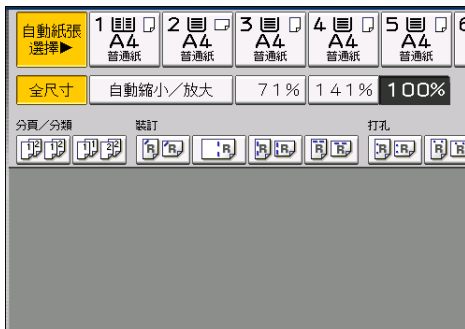 自動紙張
選擇▶
1
A4
普通紙
2
A4
普通紙
3
A4
普通紙
4
A4
普通紙
5
A4
普通紙
全尺寸
自動縮小／放大
71%
141%
100%
分頁／分類
裝訂
打孔